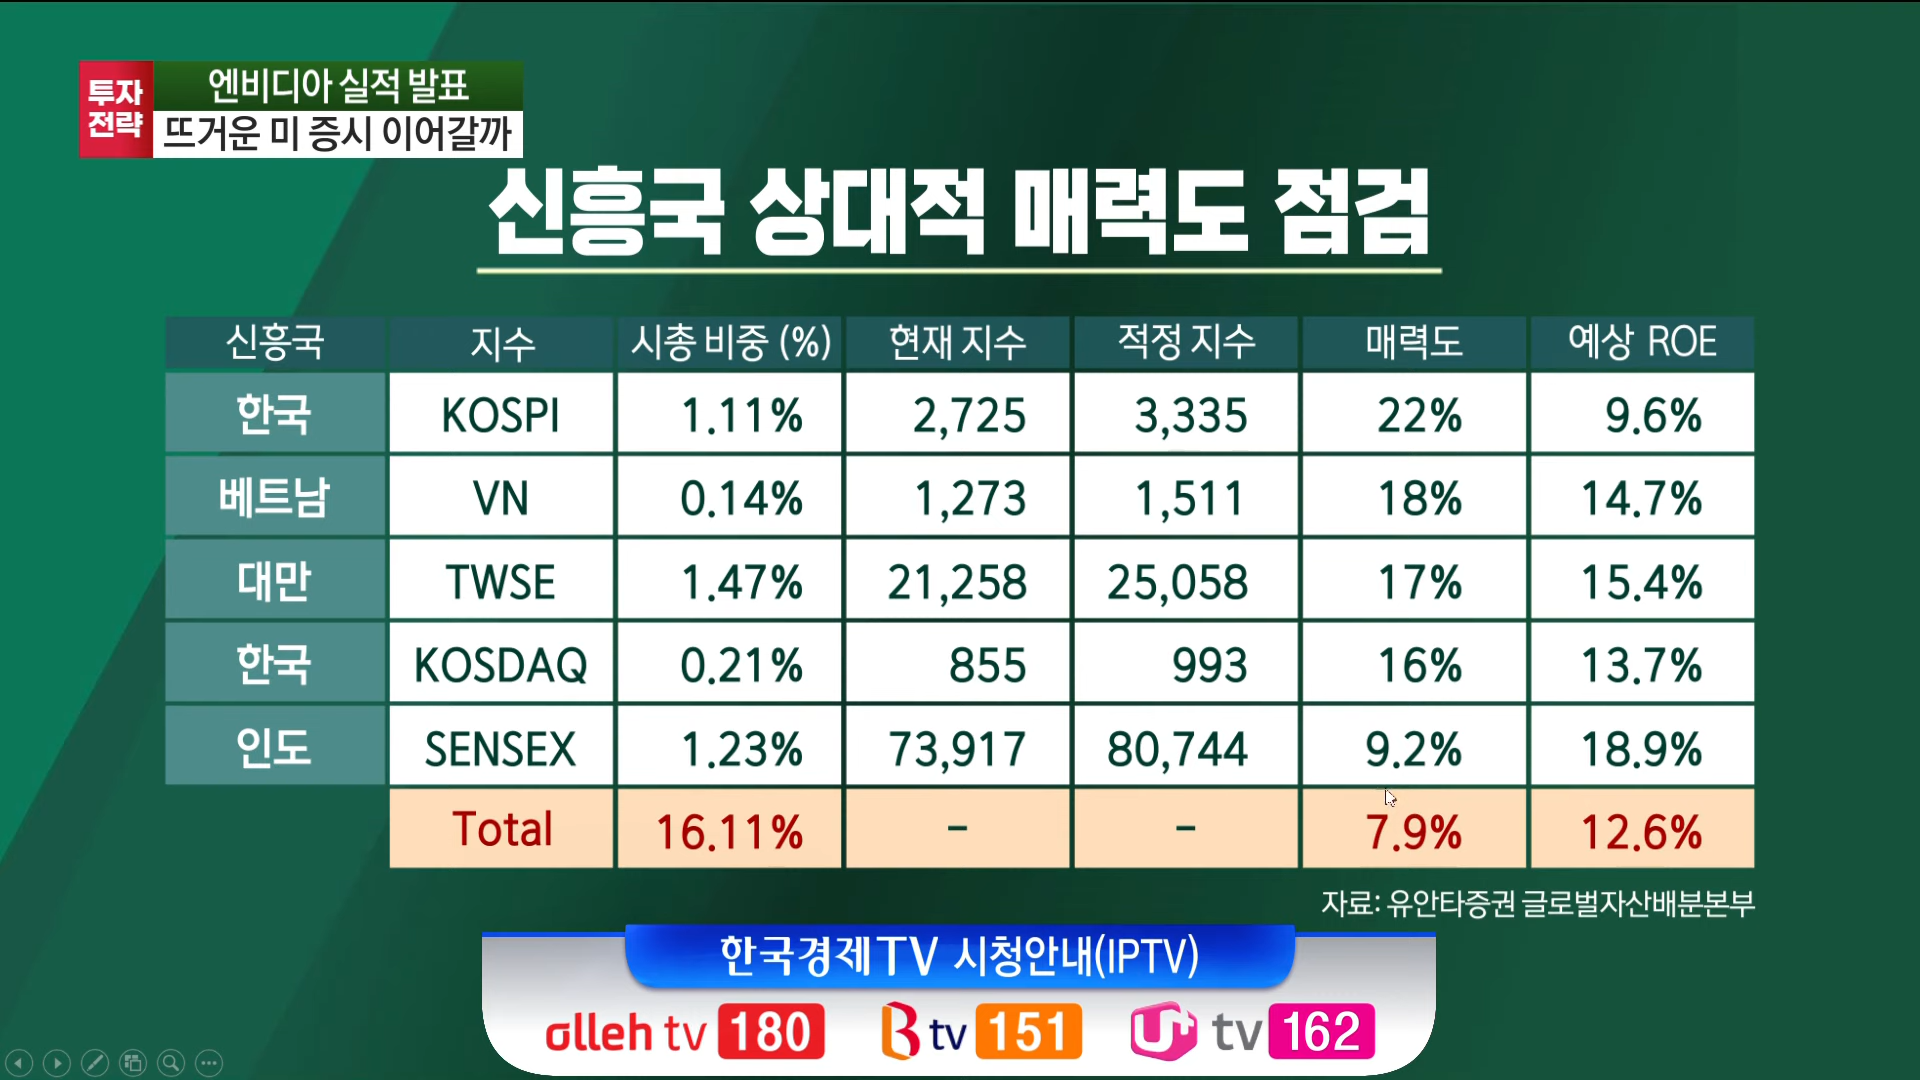 투자
전략
엔비디아 실적 발표
뜨거운 미 증시 이어갈까
신흥국 상대적 매력도 점검
신흥국 지수 시총 비중 (%) 현재 지수 적정 지수 매력도 예상 ROE
한국 KOSPI 1.11% 2,725 3,335 22% 9.6%
베트남 VN 0.14% 1,273 1,511 18% 14.7%
대만 TWSE 1.47% 21,258 25,058 17% 15.4%
한국 KOSDAQ 0.21% 855 993 16% 13.7%
인도 SENSEX 1.23% 73,917 80,744 9.2% 18.9%
Total 16.11% - - 7.9% 12.6%
자료: 유안타증권 글로벌자산배분본부
한국경제TV 시청안내(IPTV)
olleh tv 180 B tv 151 U+ tv 162